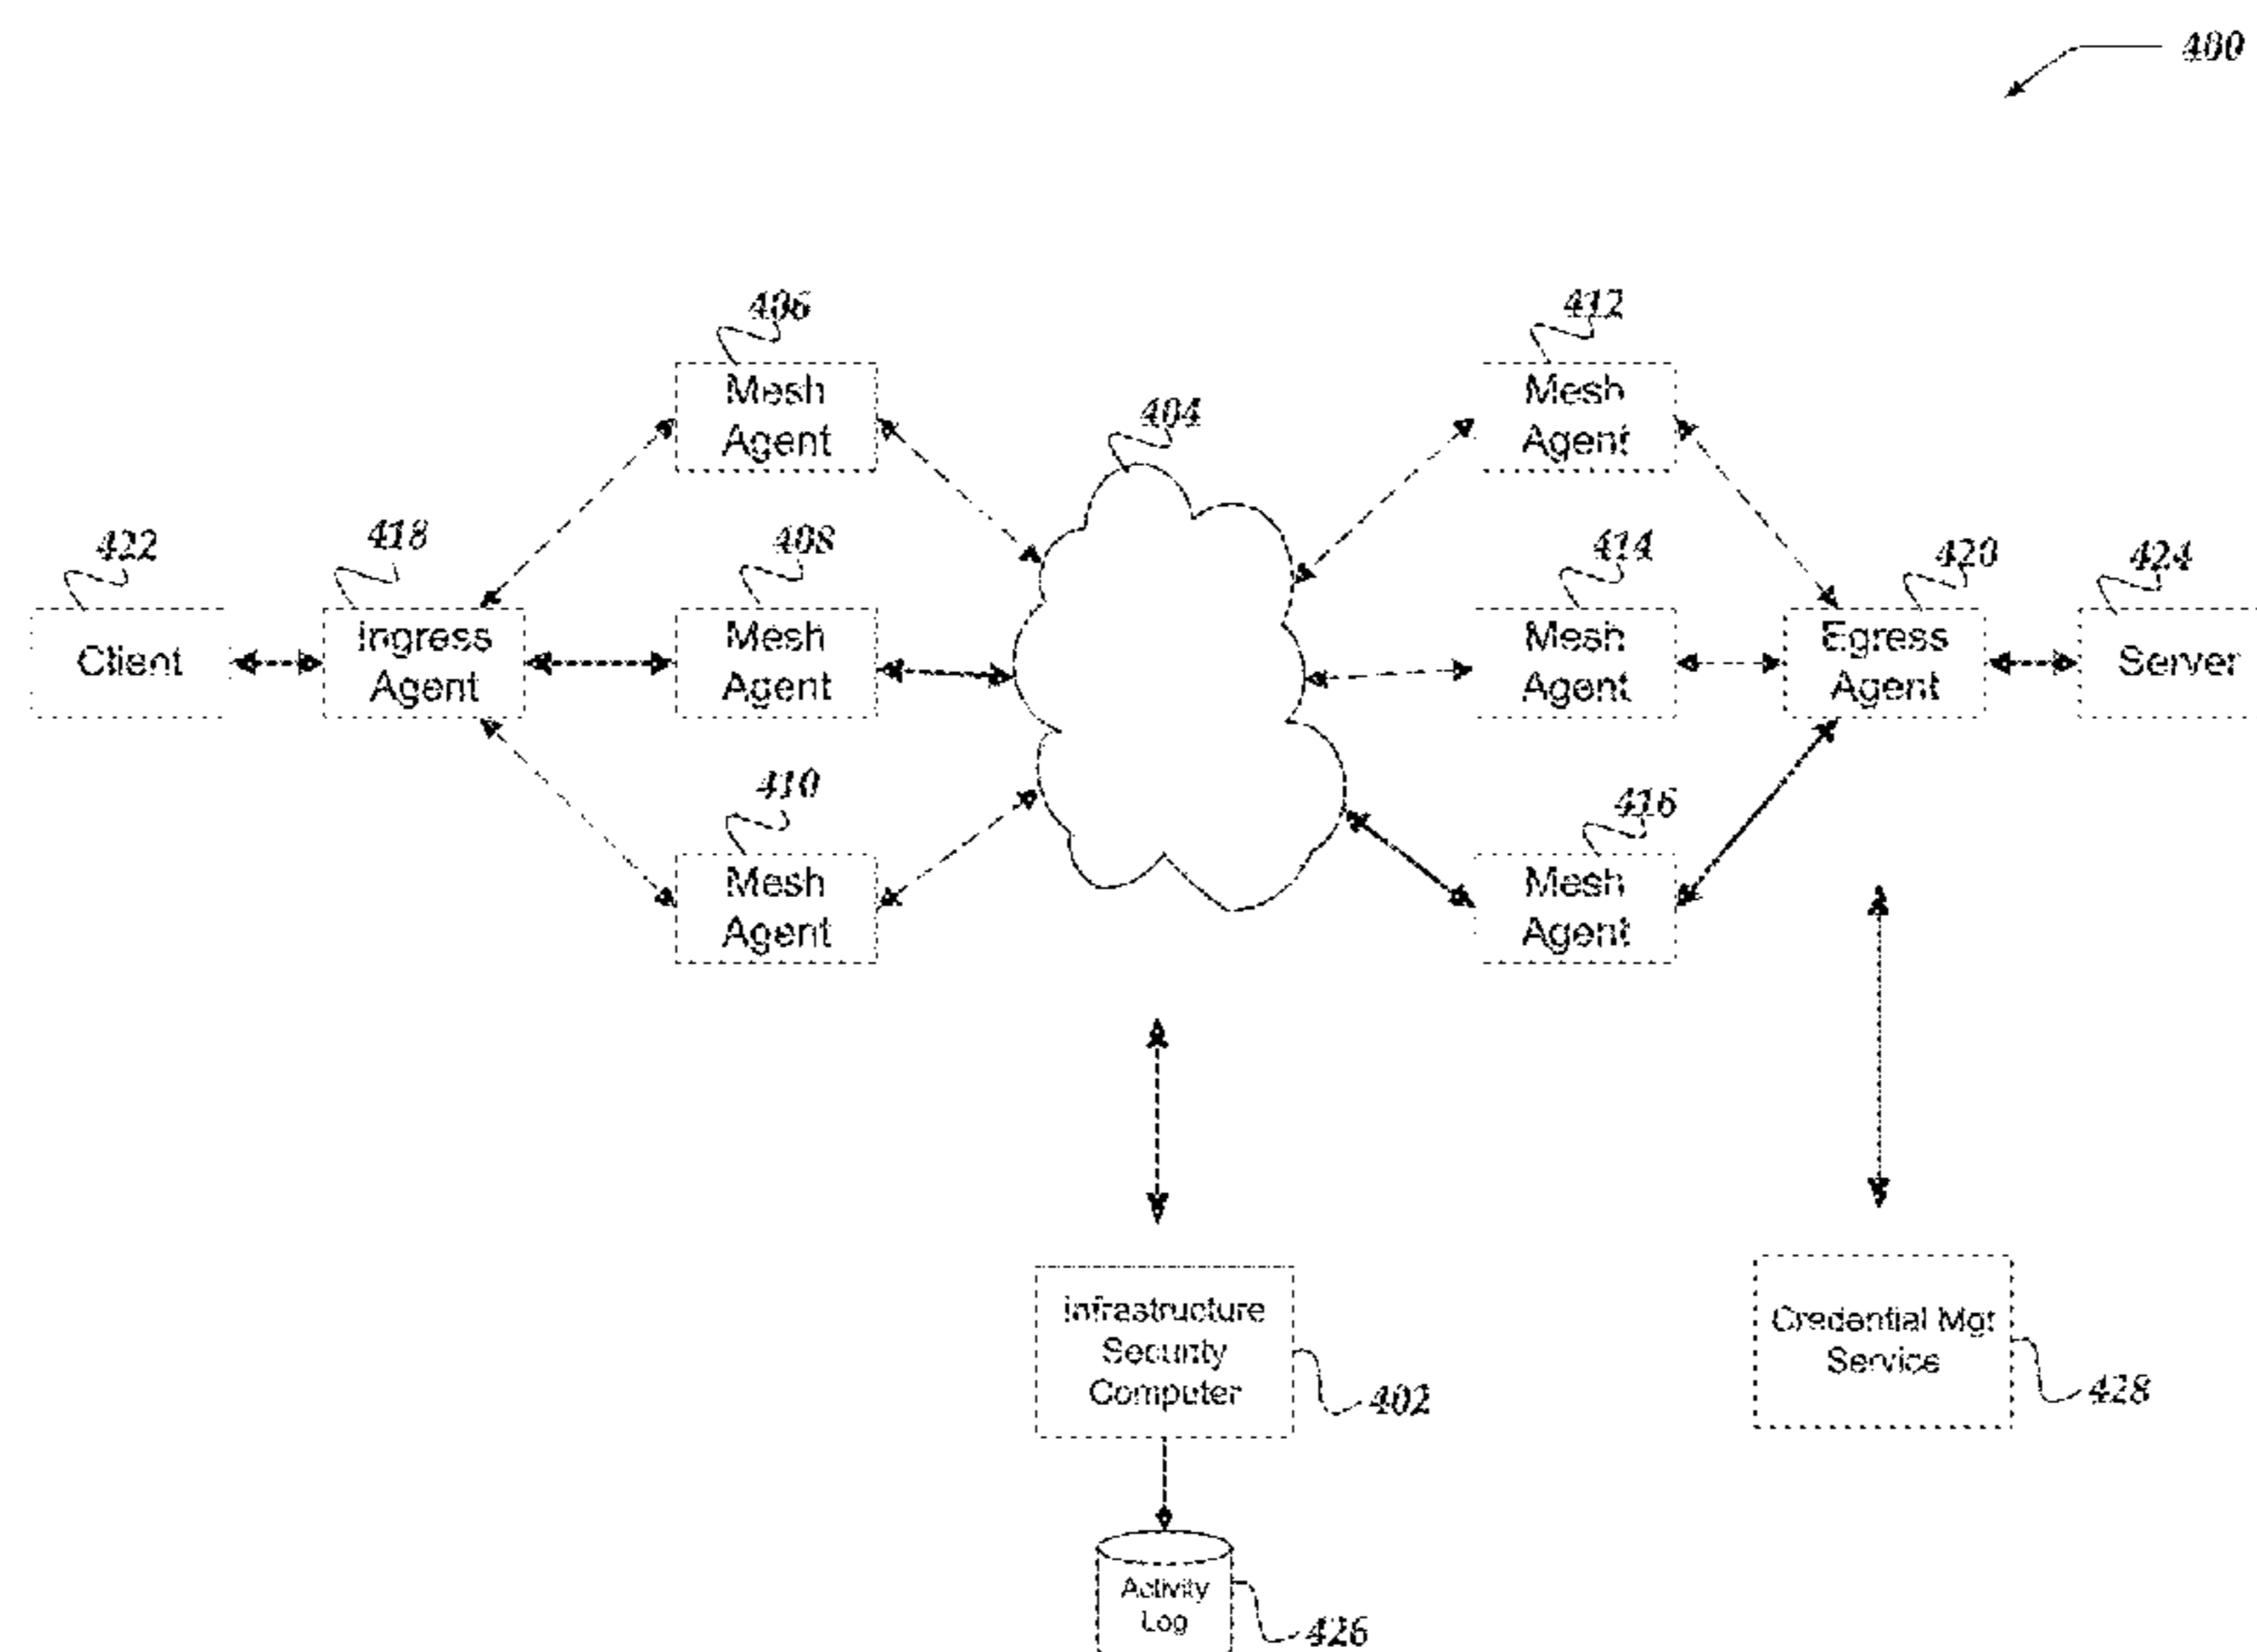 400
406
412
Mesh
Agent
Mesh
Agent
404
422
418
408
414
420
424
Client
Ingress
Agent
Mesh
Agent
Mesh
Agent
Egress
Agent
Server
410
416
Mesh
Agent
Mesh
Agent
Infrastructure
Security
Computer
402
Credential Mgt
Service
428
Activity
Log
426